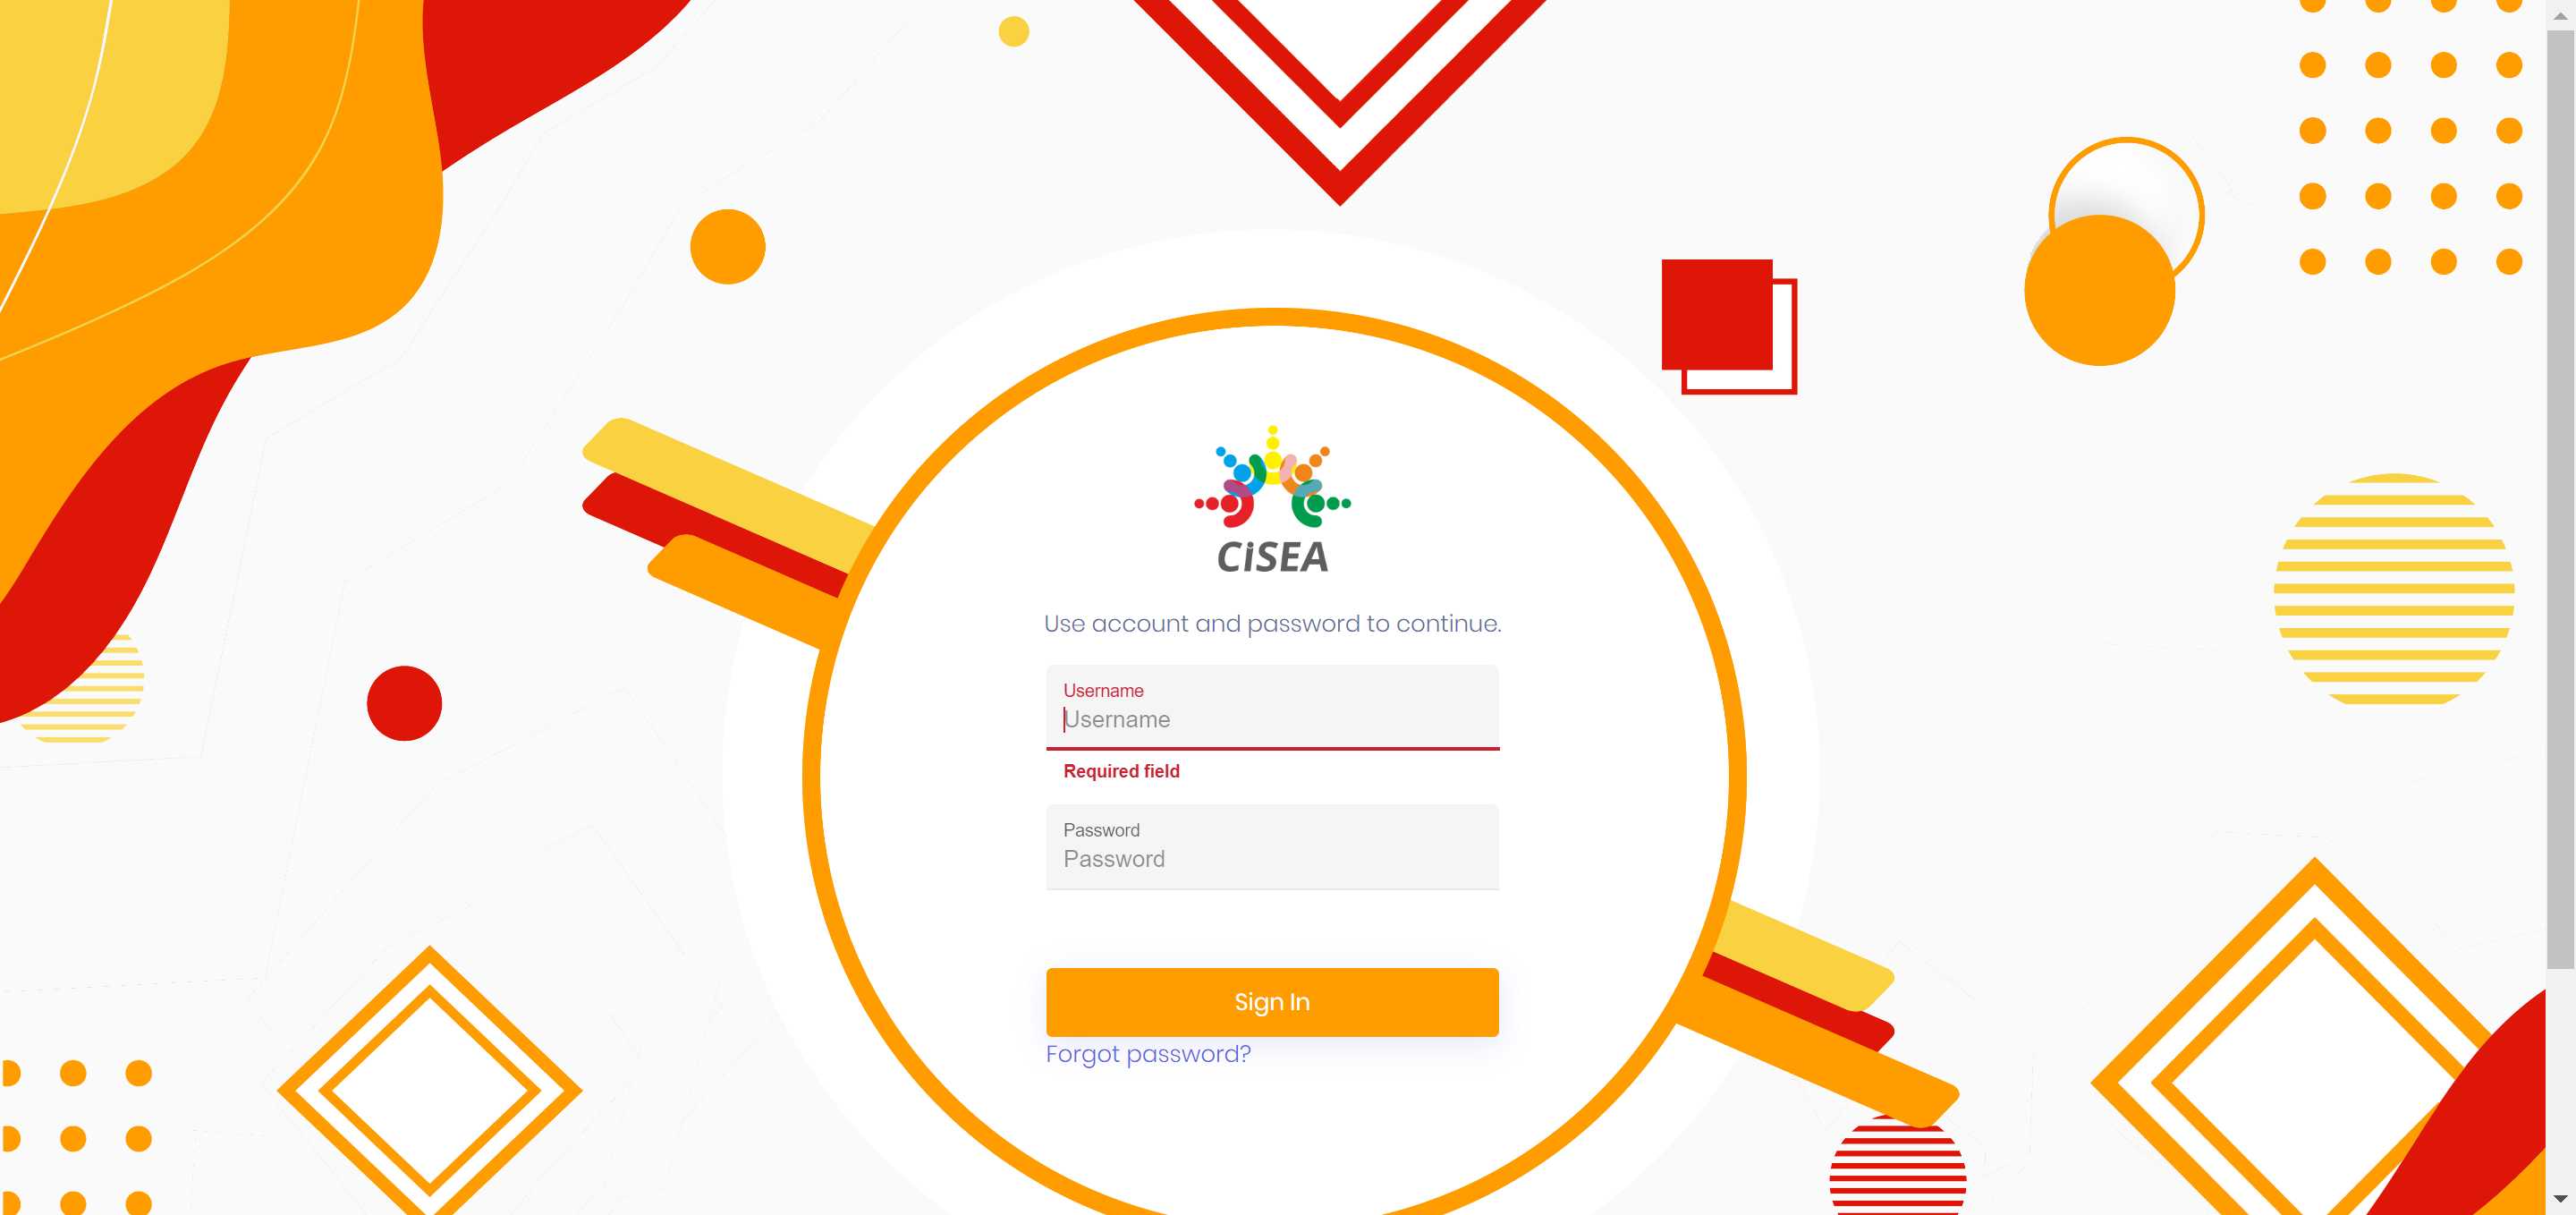 CiSEA
Use account and password to continue.
Username
Username
Required field
Password
Password
Sign In
Forgot password?